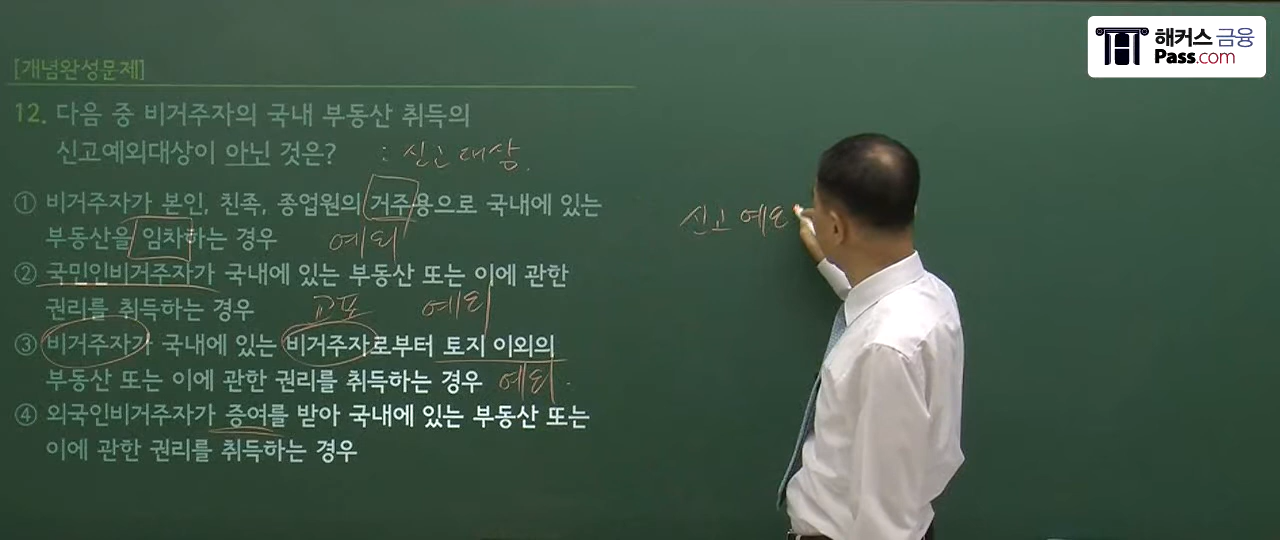 해커스 금융
Pass.com
[개념완성문제]
12. 다음 중 비거주자의 국내 부동산 취득의
신고예외대상이 아닌 것은? : 신고대상.
① 비거주자가 본인, 친족, 종업원의 거주용으로 국내에 있는
부동산을 임차하는 경우 예외
② 국민인비거주자가 국내에 있는 부동산 또는 이에 관한
권리를 취득하는 경우 교포 예외
③ 비거주자가 국내에 있는 비거주자로부터 토지 이외의
부동산 또는 이에 관한 권리를 취득하는 경우 예외.
④ 외국인비거주자가 증여를 받아 국내에 있는 부동산 또는
이에 관한 권리를 취득하는 경우
신고 예외